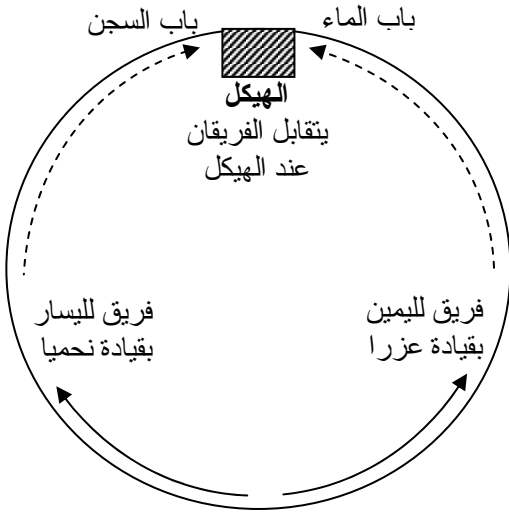 باب الماء
باب السجن
الهيكل
يتقابل الفريقان
عند الهيكل
فريق لليمين
بقيادة عزرا
فريق لليسار
بقيادة نحميا